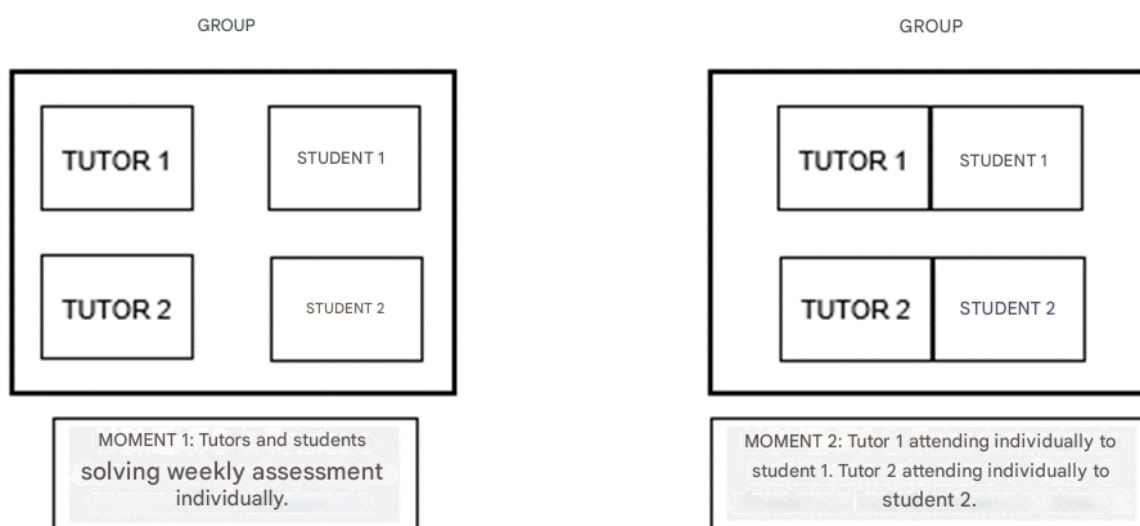 GROUP
TUTOR 1
STUDENT 1
TUTOR 2
STUDENT 2
MOMENT 1: Tutors and students
solving weekly assessment
individually.
GROUP
TUTOR 1
STUDENT 1
TUTOR 2
STUDENT 2
MOMENT 2: Tutor 1 attending individually to
student 1. Tutor 2 attending individually to
student 2.